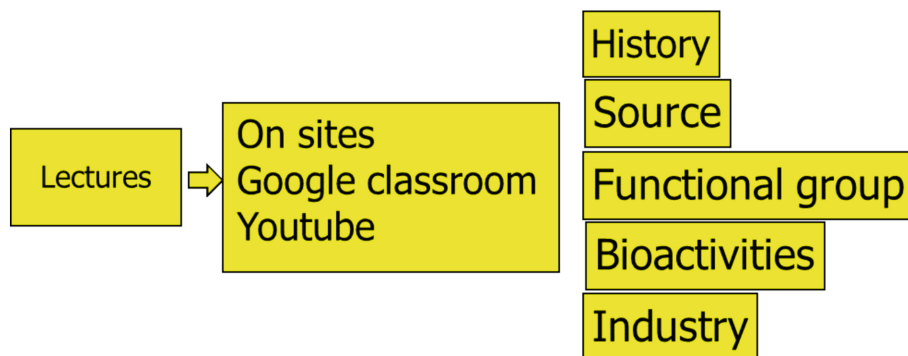 Lectures
On sites
Google classroom
Youtube
History
Source
Functional group
Bioactivities
Industry